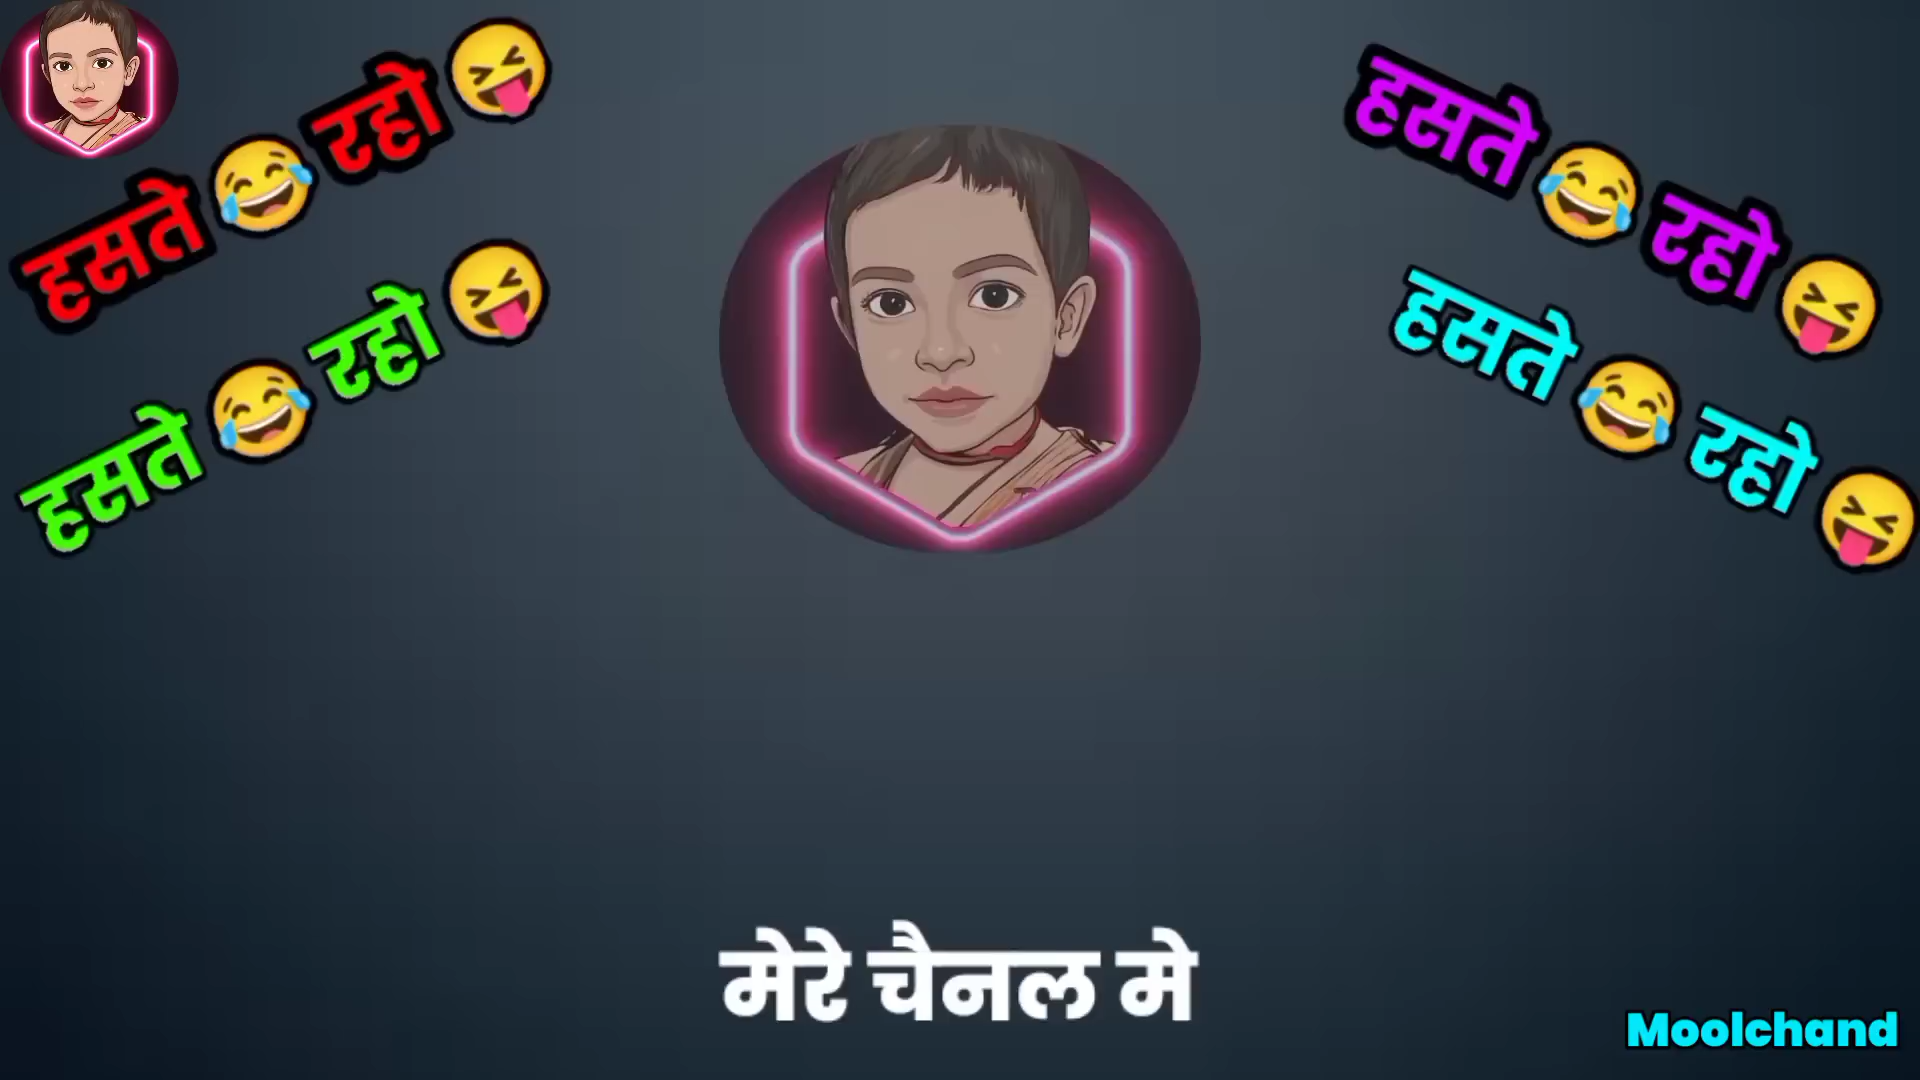 हसते 😂 रहो 😝
हसते 😂 रहो 😝
हसते 😂 रहो 😝
हसते 😂 रहो 😝
मेरे चैनल मे
Moolchand